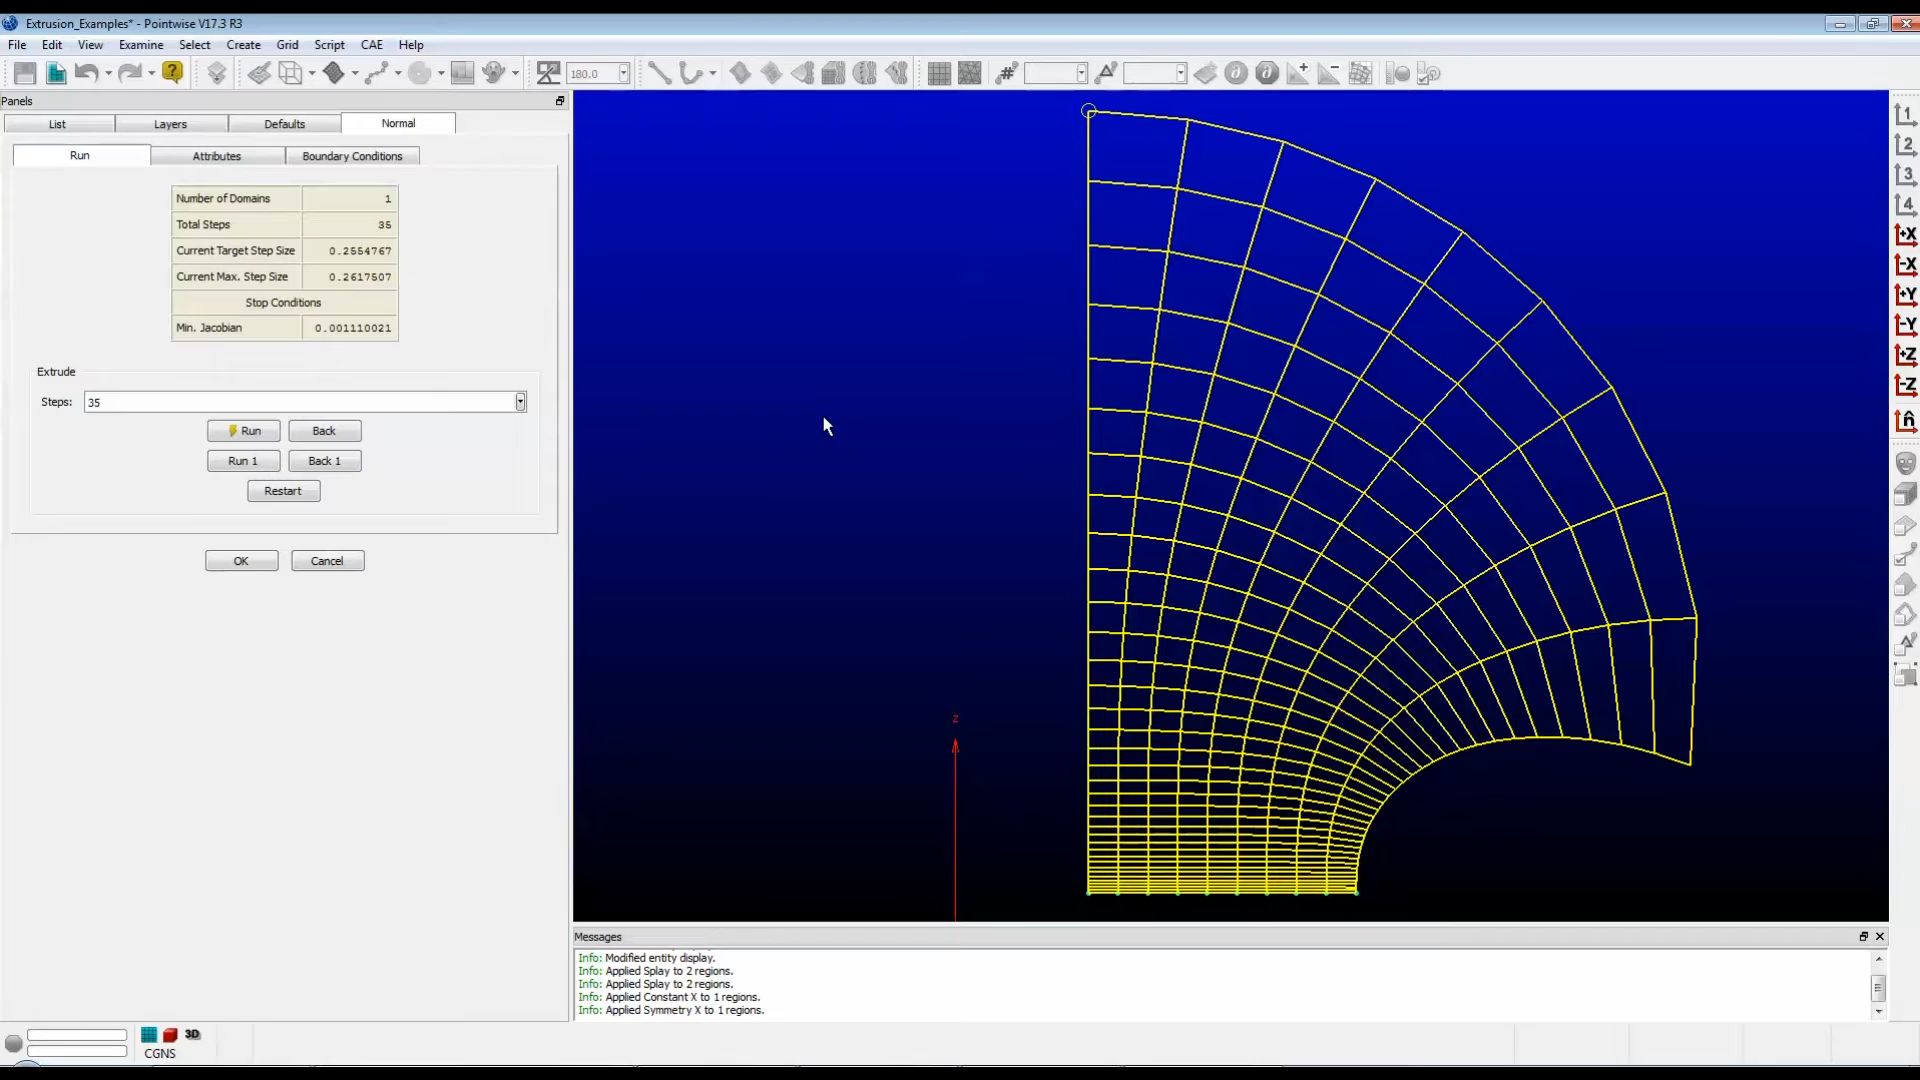 Extrusion_Examples* - Pointwise V17.3 R3
File Edit View Examine Select Create Grid Script CAE Help
180.0
Panels
List Layers Defaults Normal
Run Attributes Boundary Conditions
Number of Domains 1
Total Steps 35
Current Target Step Size 0.2554767
Current Max. Step Size 0.2617507
Stop Conditions
Min. Jacobian 0.001110021
Extrude
Steps: 35
Run Back
Run 1 Back 1
Restart
OK Cancel
z
1
2
3
4
+X
-X
+Y
-Y
+Z
-Z
n̂
Messages
Info: Modified entity display.
Info: Applied Splay to 2 regions.
Info: Applied Splay to 2 regions.
Info: Applied Constant X to 1 regions.
Info: Applied Symmetry X to 1 regions.
3D
CGNS